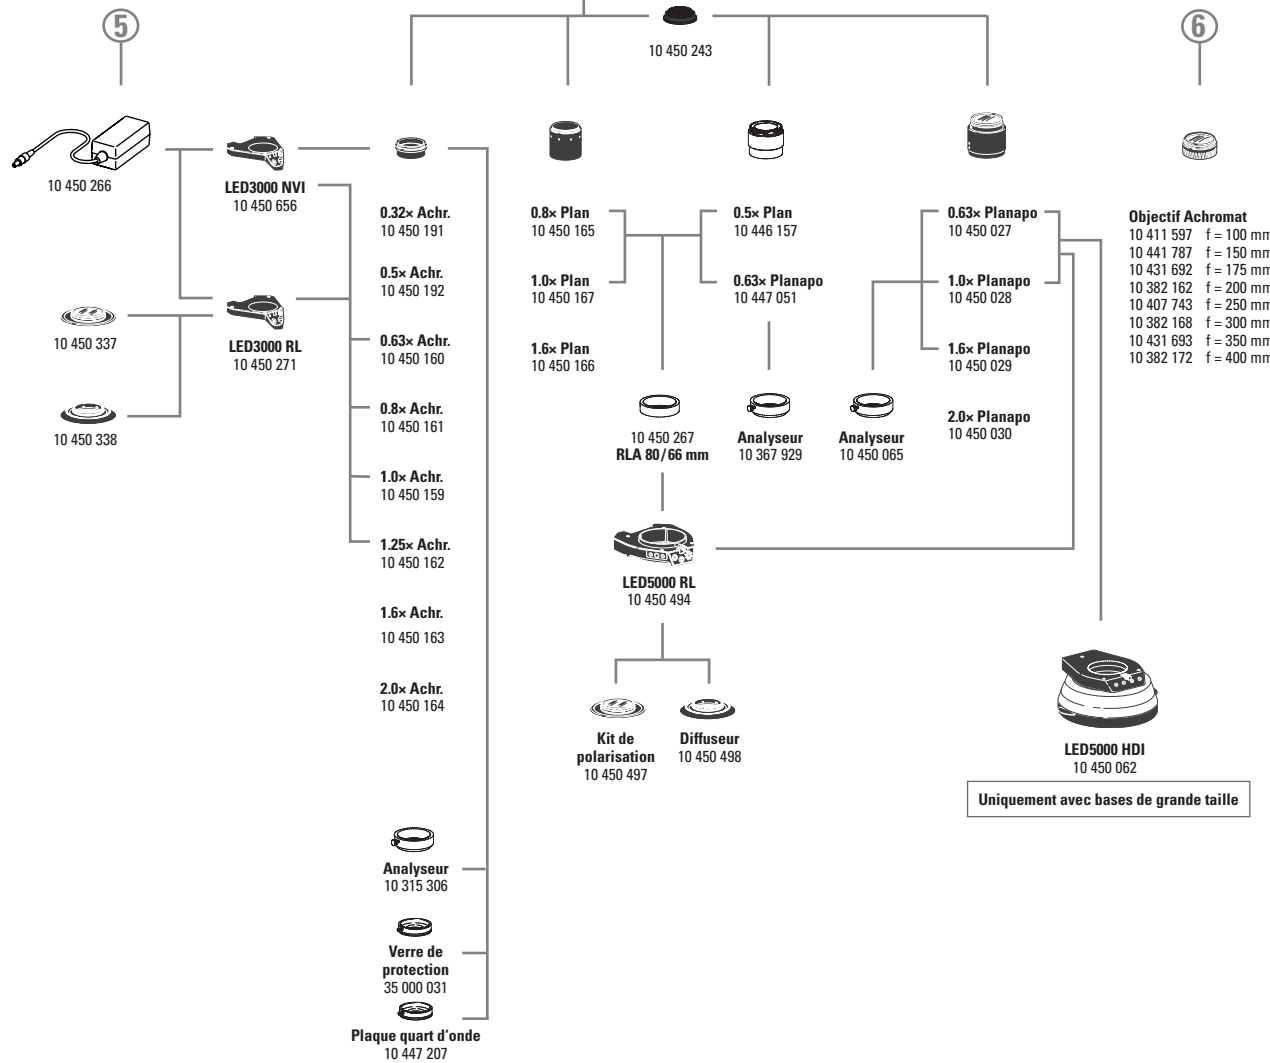 5
6
10 450 243
10 450 266
LED3000 NVI
10 450 656
10 450 337
LED3000 RL
10 450 271
10 450 338
0.32× Achr.
10 450 191
0.5× Achr.
10 450 192
0.63× Achr.
10 450 160
0.8× Achr.
10 450 161
1.0× Achr.
10 450 159
1.25× Achr.
10 450 162
1.6× Achr.
10 450 163
2.0× Achr.
10 450 164
Analyseur
10 315 306
Verre de
protection
35 000 031
Plaque quart d‘onde
10 447 207
0.8× Plan
10 450 165
1.0× Plan
10 450 167
1.6× Plan
10 450 166
0.5× Plan
10 446 157
0.63× Planapo
10 447 051
10 450 267
RLA 80/66 mm
Analyseur
10 367 929
Analyseur
10 450 065
0.63× Planapo
10 450 027
1.0× Planapo
10 450 028
1.6× Planapo
10 450 029
2.0× Planapo
10 450 030
LED5000 RL
10 450 494
Kit de
polarisation
10 450 497
Diffuseur
10 450 498
LED5000 HDI
10 450 062
Uniquement avec bases de grande taille
Objectif Achromat
10 411 597 f = 100 mm
10 441 787 f = 150 mm
10 431 692 f = 175 mm
10 382 162 f = 200 mm
10 407 743 f = 250 mm
10 382 168 f = 300 mm
10 431 693 f = 350 mm
10 382 172 f = 400 mm